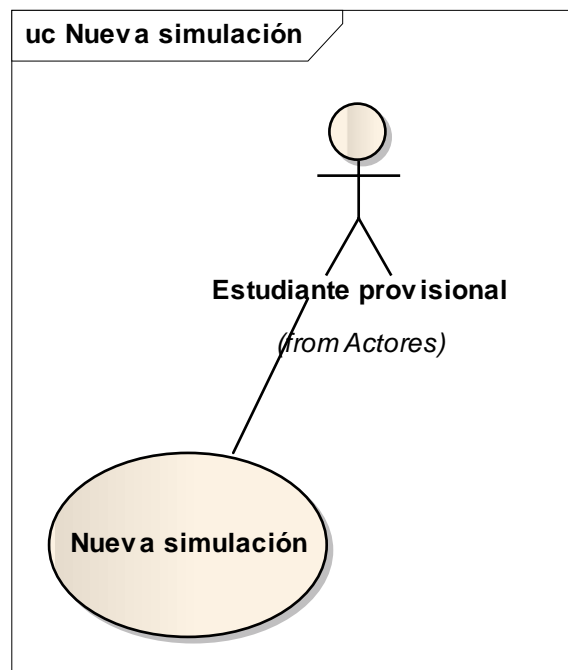 uc Nueva simulación
Estudiante provisional
(from Actores)
Nueva simulación